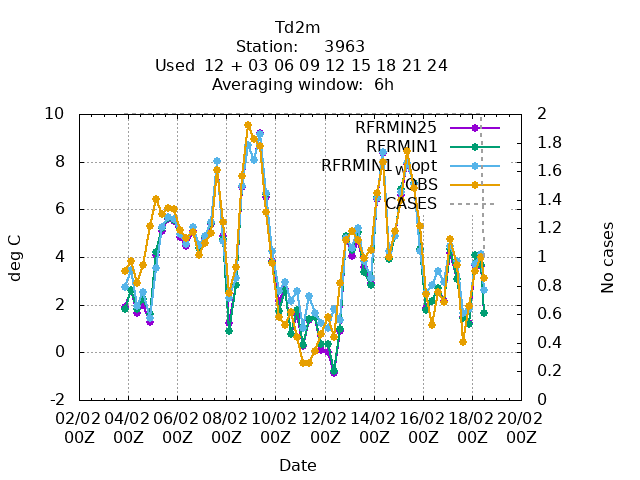 Td2m
Station: 3963
Used 12 + 03 06 09 12 15 18 21 24
Averaging window: 6h
RFRMIN25
RFRMIN1
RFRMIN1_wopt
OBS
CASES
10
8
6
4
2
0
-2
2
1.8
1.6
1.4
1.2
1
0.8
0.6
0.4
0.2
0
deg C
No cases
02/02 04/02 06/02 08/02 10/02 12/02 14/02 16/02 18/02 20/02
00Z 00Z 00Z 00Z 00Z 00Z 00Z 00Z 00Z 00Z
Date